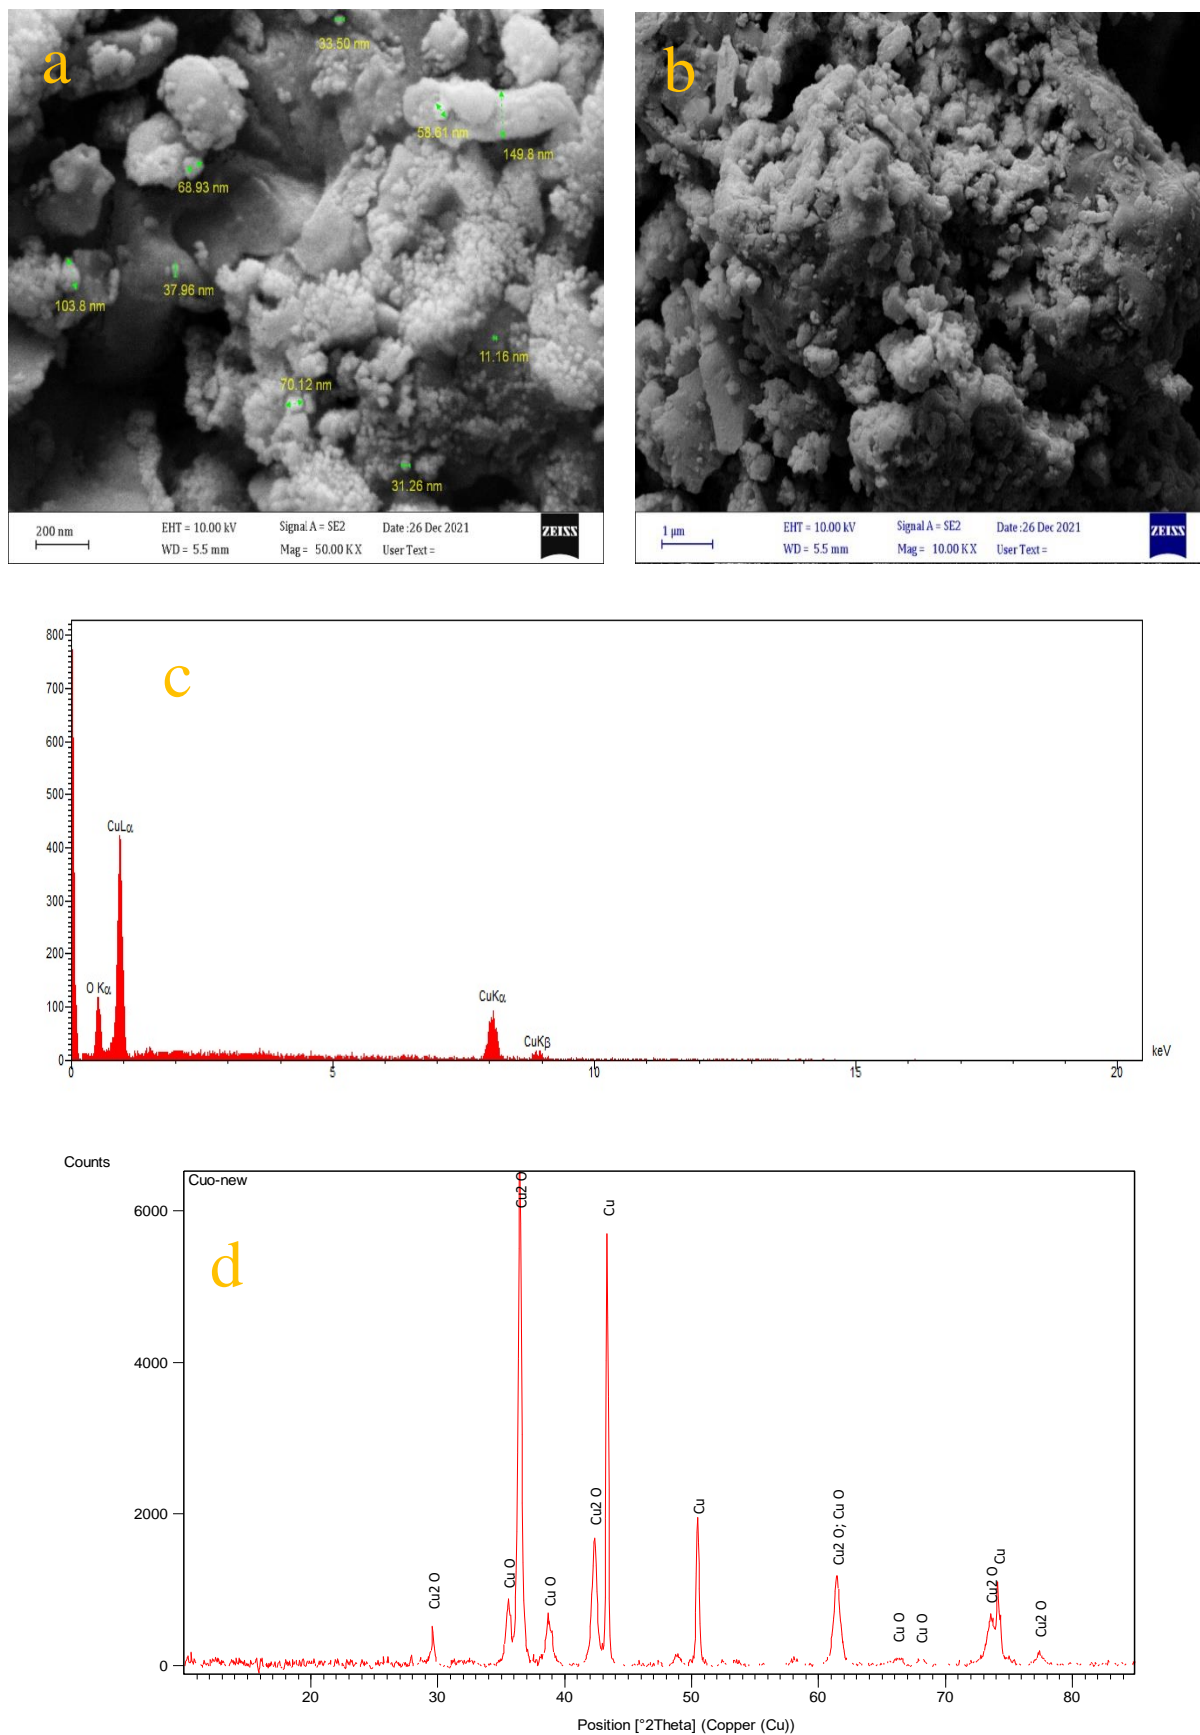 a
33.50 nm
58.61 nm
149.8 nm
68.93 nm
37.96 nm
103.8 nm
11.16 nm
70.12 nm
31.26 nm
200 nm
EHT = 10.00 kV
Signal A = SE2
Date :26 Dec 2021
ZEISS
WD = 5.5 mm
Mag = 50.00 K X
User Text =
b
1 µm
EHT = 10.00 kV
Signal A = SE2
Date :26 Dec 2021
ZEISS
WD = 5.5 mm
Mag = 10.00 K X
User Text =
c
800
700
600
500
400
300
200
100
0
CuLα
O Kα
CuKα
CuKβ
keV
0
5
10
15
20
Counts
Cuo-new
d
6000
4000
2000
0
Cu2 O
Cu O
Cu2 O
Cu O
Cu2 O
Cu
Cu
Cu2 O; Cu O
Cu O
Cu O
Cu2 O
Cu
Cu2 O
20
30
40
50
60
70
80
Position [°2Theta] (Copper (Cu))